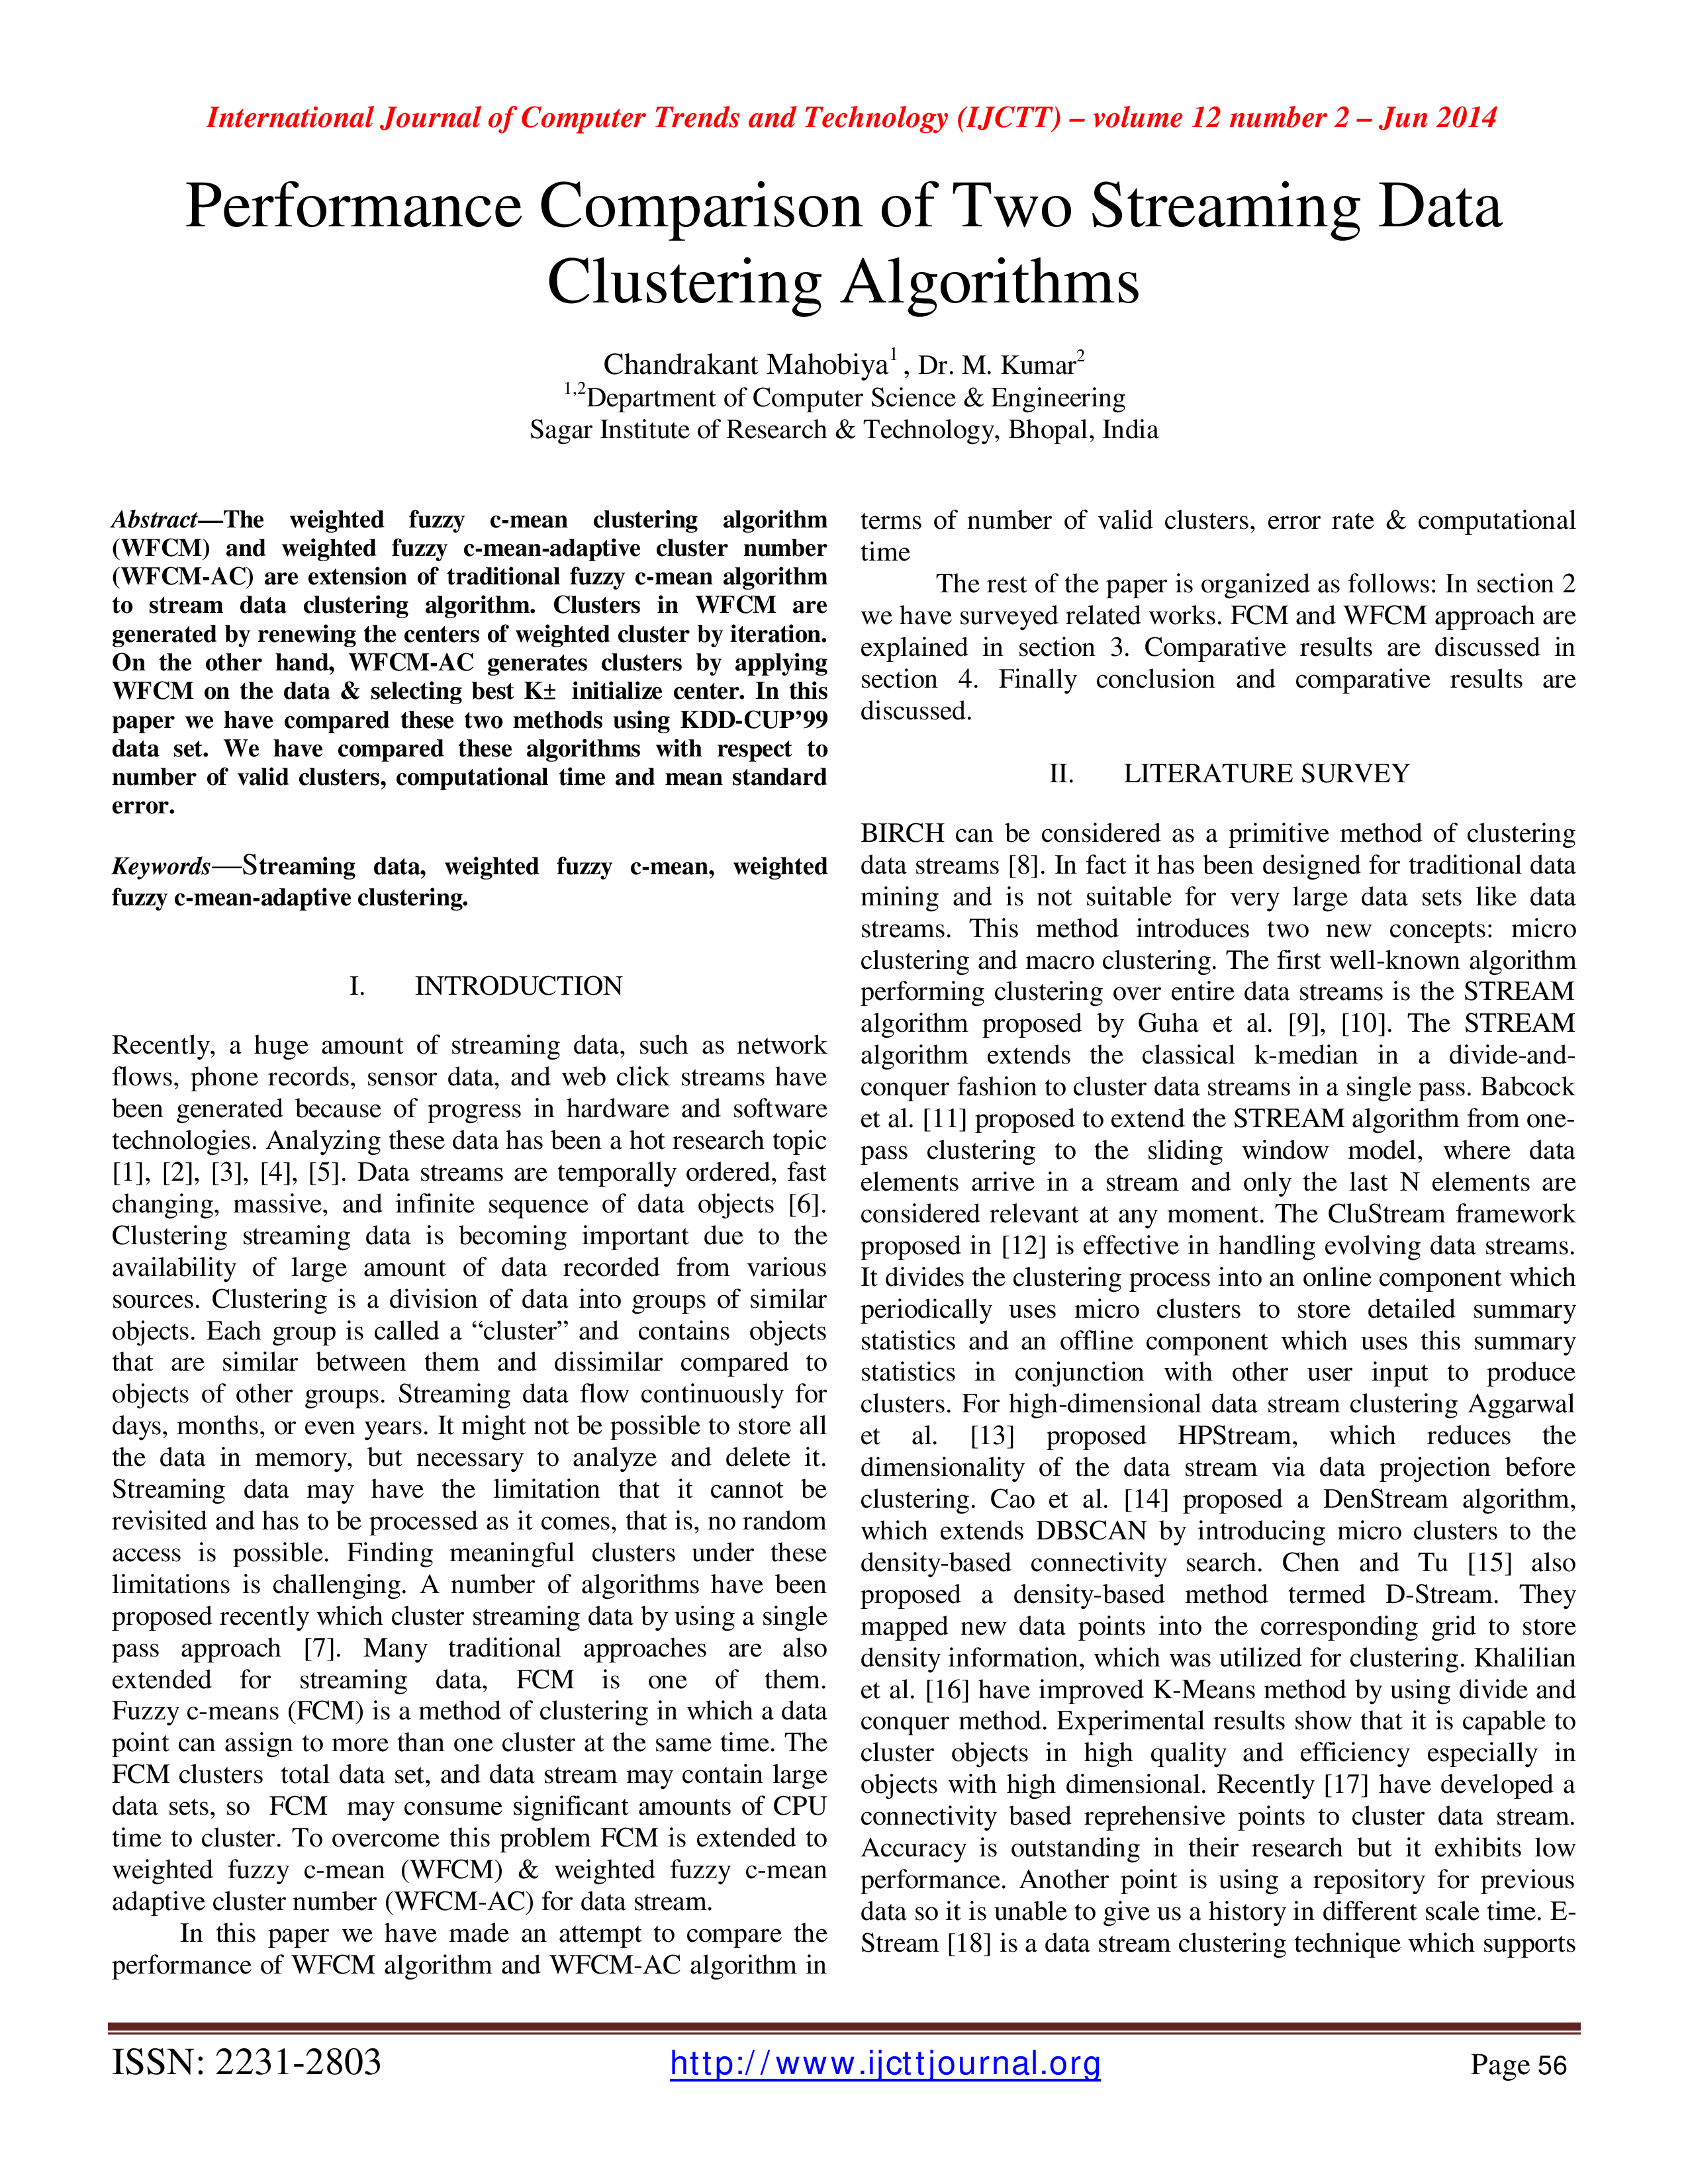 International Journal of Computer Trends and Technology (IJCTT) – volume 12 number 2 – Jun 2014
Performance Comparison of Two Streaming Data
Clustering Algorithms
Chandrakant Mahobiya1 , Dr. M. Kumar2
1,2Department of Computer Science & Engineering
Sagar Institute of Research & Technology, Bhopal, India
Abstract—The weighted fuzzy c-mean clustering algorithm
(WFCM) and weighted fuzzy c-mean-adaptive cluster number
(WFCM-AC) are extension of traditional fuzzy c-mean algorithm
to stream data clustering algorithm. Clusters in WFCM are
generated by renewing the centers of weighted cluster by iteration.
On the other hand, WFCM-AC generates clusters by applying
WFCM on the data & selecting best K± initialize center. In this
paper we have compared these two methods using KDD-CUP’99
data set. We have compared these algorithms with respect to
number of valid clusters, computational time and mean standard
error.
Keywords—Streaming data, weighted fuzzy c-mean, weighted
fuzzy c-mean-adaptive clustering.
I. INTRODUCTION
Recently, a huge amount of streaming data, such as network
flows, phone records, sensor data, and web click streams have
been generated because of progress in hardware and software
technologies. Analyzing these data has been a hot research topic
[1], [2], [3], [4], [5]. Data streams are temporally ordered, fast
changing, massive, and infinite sequence of data objects [6].
Clustering streaming data is becoming important due to the
availability of large amount of data recorded from various
sources. Clustering is a division of data into groups of similar
objects. Each group is called a “cluster” and contains objects
that are similar between them and dissimilar compared to
objects of other groups. Streaming data flow continuously for
days, months, or even years. It might not be possible to store all
the data in memory, but necessary to analyze and delete it.
Streaming data may have the limitation that it cannot be
revisited and has to be processed as it comes, that is, no random
access is possible. Finding meaningful clusters under these
limitations is challenging. A number of algorithms have been
proposed recently which cluster streaming data by using a single
pass approach [7]. Many traditional approaches are also
extended for streaming data, FCM is one of them.
Fuzzy c-means (FCM) is a method of clustering in which a data
point can assign to more than one cluster at the same time. The
FCM clusters total data set, and data stream may contain large
data sets, so FCM may consume significant amounts of CPU
time to cluster. To overcome this problem FCM is extended to
weighted fuzzy c-mean (WFCM) & weighted fuzzy c-mean
adaptive cluster number (WFCM-AC) for data stream.
In this paper we have made an attempt to compare the
performance of WFCM algorithm and WFCM-AC algorithm in
terms of number of valid clusters, error rate & computational
time
The rest of the paper is organized as follows: In section 2
we have surveyed related works. FCM and WFCM approach are
explained in section 3. Comparative results are discussed in
section 4. Finally conclusion and comparative results are
discussed.
II. LITERATURE SURVEY
BIRCH can be considered as a primitive method of clustering
data streams [8]. In fact it has been designed for traditional data
mining and is not suitable for very large data sets like data
streams. This method introduces two new concepts: micro
clustering and macro clustering. The first well-known algorithm
performing clustering over entire data streams is the STREAM
algorithm proposed by Guha et al. [9], [10]. The STREAM
algorithm extends the classical k-median in a divide-and-
conquer fashion to cluster data streams in a single pass. Babcock
et al. [11] proposed to extend the STREAM algorithm from one-
pass clustering to the sliding window model, where data
elements arrive in a stream and only the last N elements are
considered relevant at any moment. The CluStream framework
proposed in [12] is effective in handling evolving data streams.
It divides the clustering process into an online component which
periodically uses micro clusters to store detailed summary
statistics and an offline component which uses this summary
statistics in conjunction with other user input to produce
clusters. For high-dimensional data stream clustering Aggarwal
et al. [13] proposed HPStream, which reduces the
dimensionality of the data stream via data projection before
clustering. Cao et al. [14] proposed a DenStream algorithm,
which extends DBSCAN by introducing micro clusters to the
density-based connectivity search. Chen and Tu [15] also
proposed a density-based method termed D-Stream. They
mapped new data points into the corresponding grid to store
density information, which was utilized for clustering. Khalilian
et al. [16] have improved K-Means method by using divide and
conquer method. Experimental results show that it is capable to
cluster objects in high quality and efficiency especially in
objects with high dimensional. Recently [17] have developed a
connectivity based reprehensive points to cluster data stream.
Accuracy is outstanding in their research but it exhibits low
performance. Another point is using a repository for previous
data so it is unable to give us a history in different scale time. E-
Stream [18] is a data stream clustering technique which supports
ISSN: 2231-2803 http://www.ijcttjournal.org Page 56